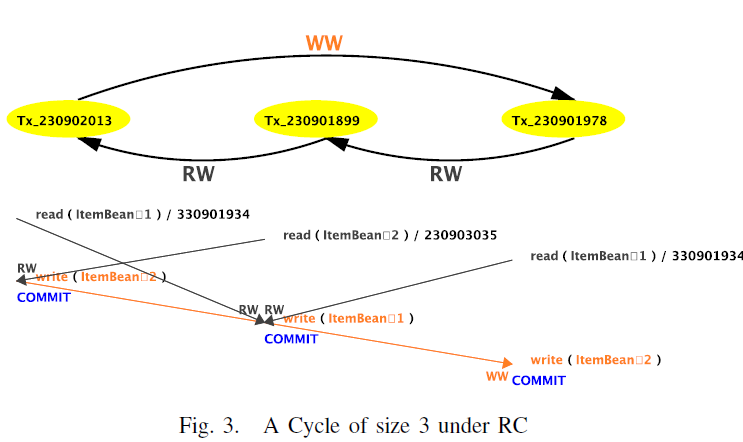 WW
Tx_230902013 Tx_230901899 Tx_230901978
RW RW
read ( ItemBean□1 ) / 330901934
read ( ItemBean□2 ) / 230903035
read ( ItemBean□1 ) / 330901934
RW write ( ItemBean□2 )
COMMIT
RW RW write ( ItemBean□1 )
COMMIT
write ( ItemBean□2 )
WW COMMIT
Fig. 3. A Cycle of size 3 under RC